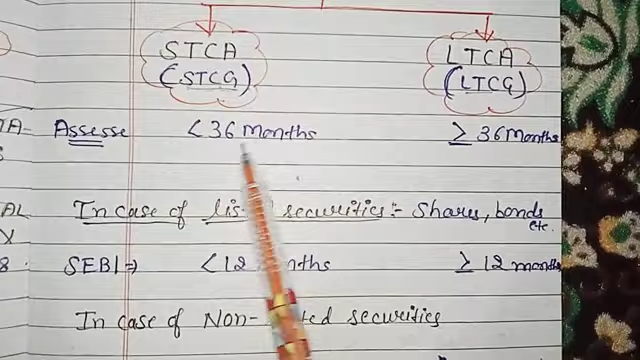 STCA LTCA
(STCG) (LTCG)
Assesse < 36 Months ≥ 36 Months
In case of securities:- Shares, bonds
etc.
SEBI⇒ < 12 ≥ 12 months
In case of Non- securities